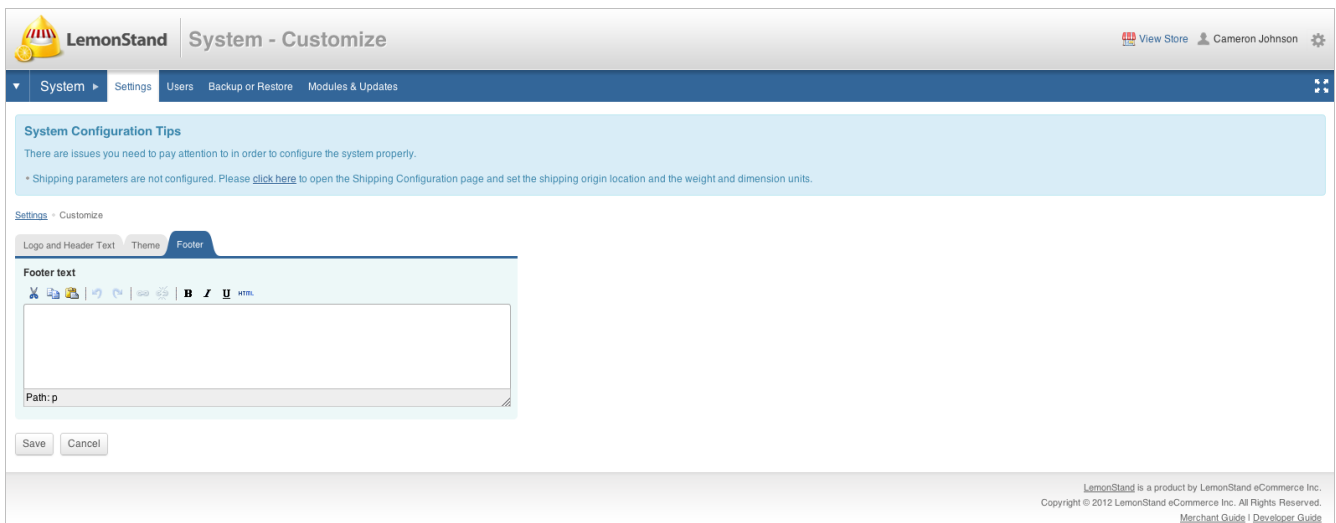 LemonStand System - Customize View Store Cameron Johnson
System Settings Users Backup or Restore Modules & Updates
System Configuration Tips
There are issues you need to pay attention to in order to configure the system properly.
• Shipping parameters are not configured. Please click here to open the Shipping Configuration page and set the shipping origin location and the weight and dimension units.
Settings • Customize
Logo and Header Text Theme Footer
Footer text
B I U HTML
Path: p
Save Cancel
LemonStand is a product by LemonStand eCommerce Inc.
Copyright © 2012 LemonStand eCommerce Inc. All Rights Reserved.
Merchant Guide | Developer Guide